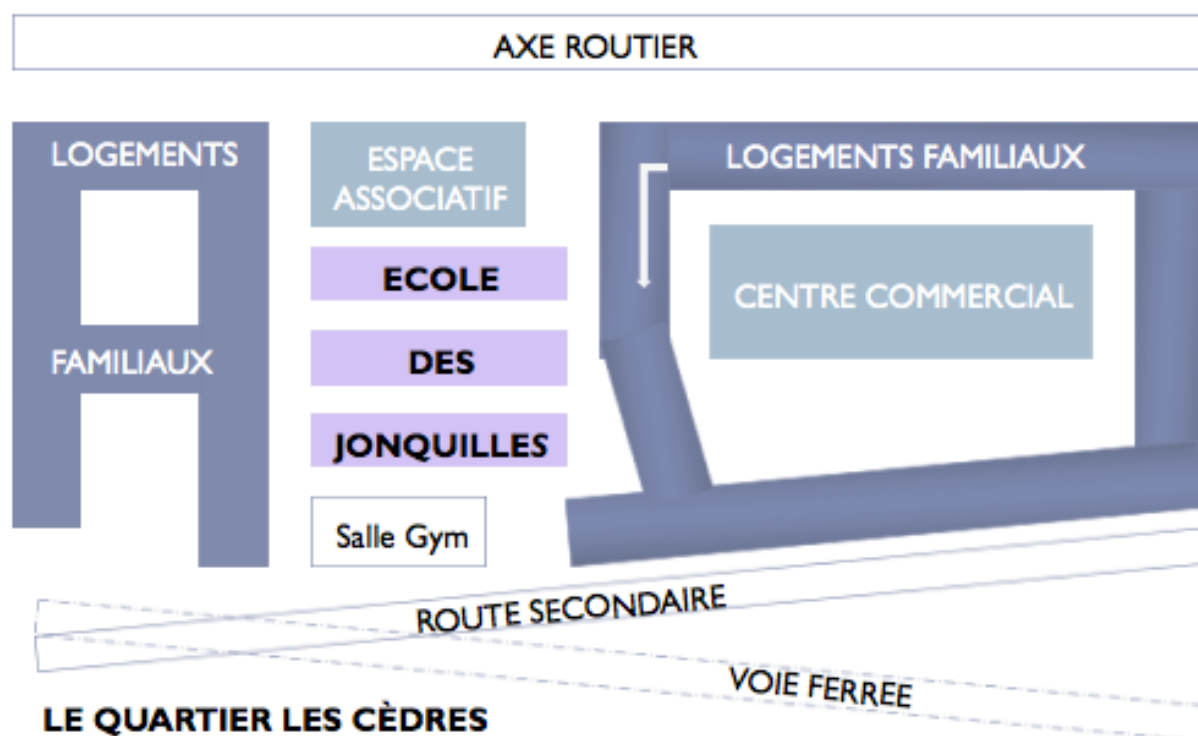 AXE ROUTIER
LOGEMENTS
FAMILIAUX
ESPACE
ASSOCIATIF
ECOLE
DES
JONQUILLES
Salle Gym
LOGEMENTS FAMILIAUX
CENTRE COMMERCIAL
ROUTE SECONDAIRE
VOIE FERREE
LE QUARTIER LES CÈDRES